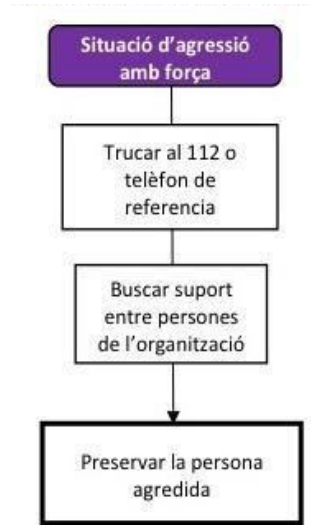 Situació d'agressió
amb força
Trucar al 112 o
telèfon de
referencia
Buscar suport
entre persones
de l'organització
Preservar la persona
agredida